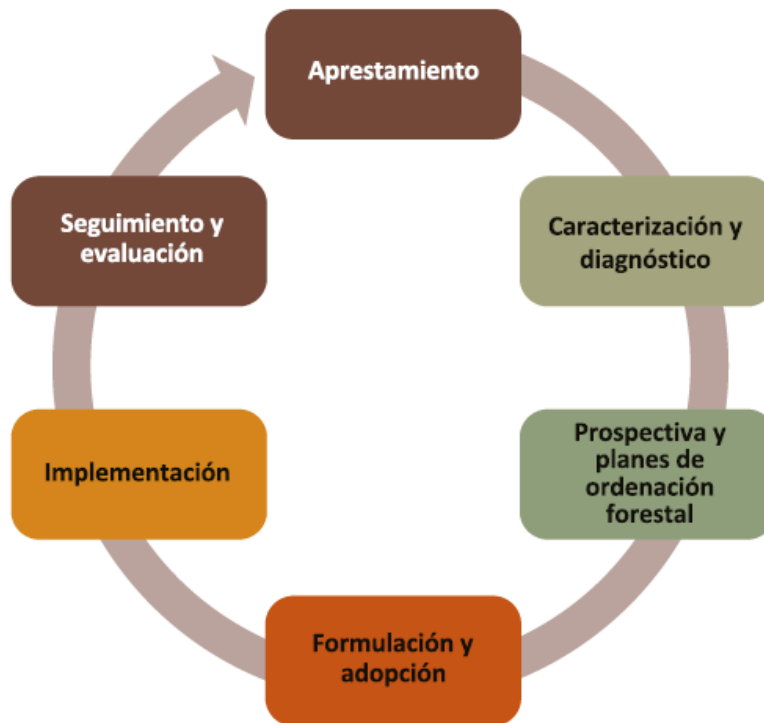 Aprestamiento
Caracterización y
diagnóstico
Prospectiva y
planes de
ordenación
forestal
Formulación y
adopción
Implementación
Seguimiento y
evaluación